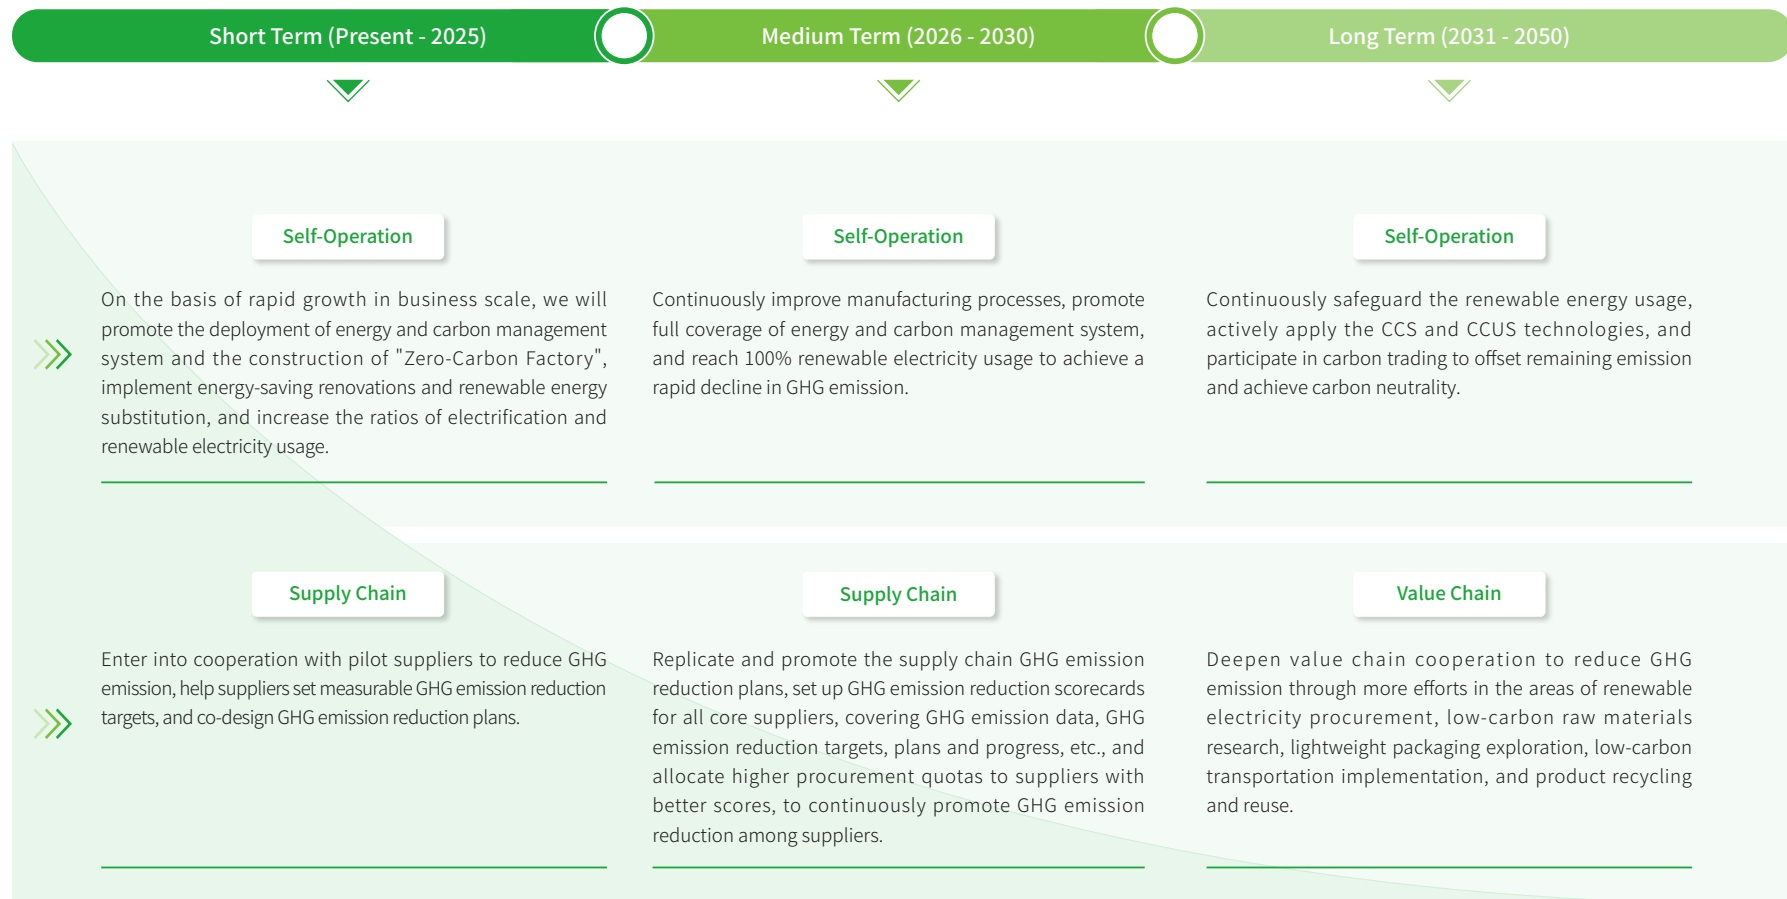 Short Term (Present - 2025)
Medium Term (2026 - 2030)
Long Term (2031 - 2050)
Self-Operation
On the basis of rapid growth in business scale, we will
promote the deployment of energy and carbon management
system and the construction of "Zero-Carbon Factory",
implement energy-saving renovations and renewable energy
substitution, and increase the ratios of electrification and
renewable electricity usage.
Self-Operation
Continuously improve manufacturing processes, promote
full coverage of energy and carbon management system,
and reach 100% renewable electricity usage to achieve a
rapid decline in GHG emission.
Self-Operation
Continuously safeguard the renewable energy usage,
actively apply the CCS and CCUS technologies, and
participate in carbon trading to offset remaining emission
and achieve carbon neutrality.
Supply Chain
Enter into cooperation with pilot suppliers to reduce GHG
emission, help suppliers set measurable GHG emission reduction
targets, and co-design GHG emission reduction plans.
Supply Chain
Replicate and promote the supply chain GHG emission
reduction plans, set up GHG emission reduction scorecards
for all core suppliers, covering GHG emission data, GHG
emission reduction targets, plans and progress, etc., and
allocate higher procurement quotas to suppliers with
better scores, to continuously promote GHG emission
reduction among suppliers.
Value Chain
Deepen value chain cooperation to reduce GHG
emission through more efforts in the areas of renewable
electricity procurement, low-carbon raw materials
research, lightweight packaging exploration, low-carbon
transportation implementation, and product recycling
and reuse.